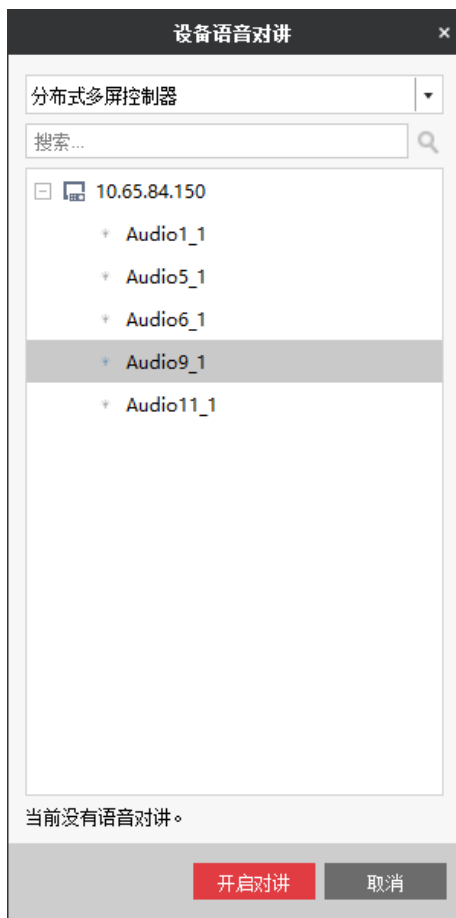 设备语音对讲
分布式多屏控制器
搜索...
10.65.84.150
Audio1_1
Audio5_1
Audio6_1
Audio9_1
Audio11_1
当前没有语音对讲。
开启对讲 取消